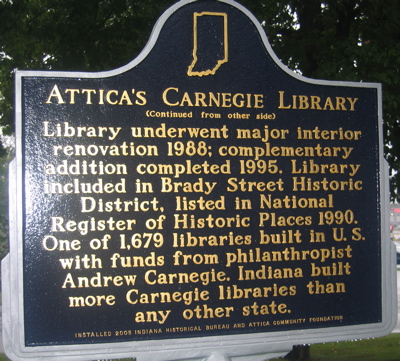 ATTICA'S CARNEGIE LIBRARY
(Continued from other side)
Library underwent major interior
renovation 1988; complementary
addition completed 1995. Library
included in Brady Street Historic
District, listed in National
Register of Historic Places 1990.
One of 1,679 libraries built in U.S.
with funds from philanthropist
Andrew Carnegie. Indiana built
more Carnegie libraries than
any other state.
INSTALLED 2008 INDIANA HISTORICAL BUREAU AND ATTICA COMMUNITY FOUNDATION